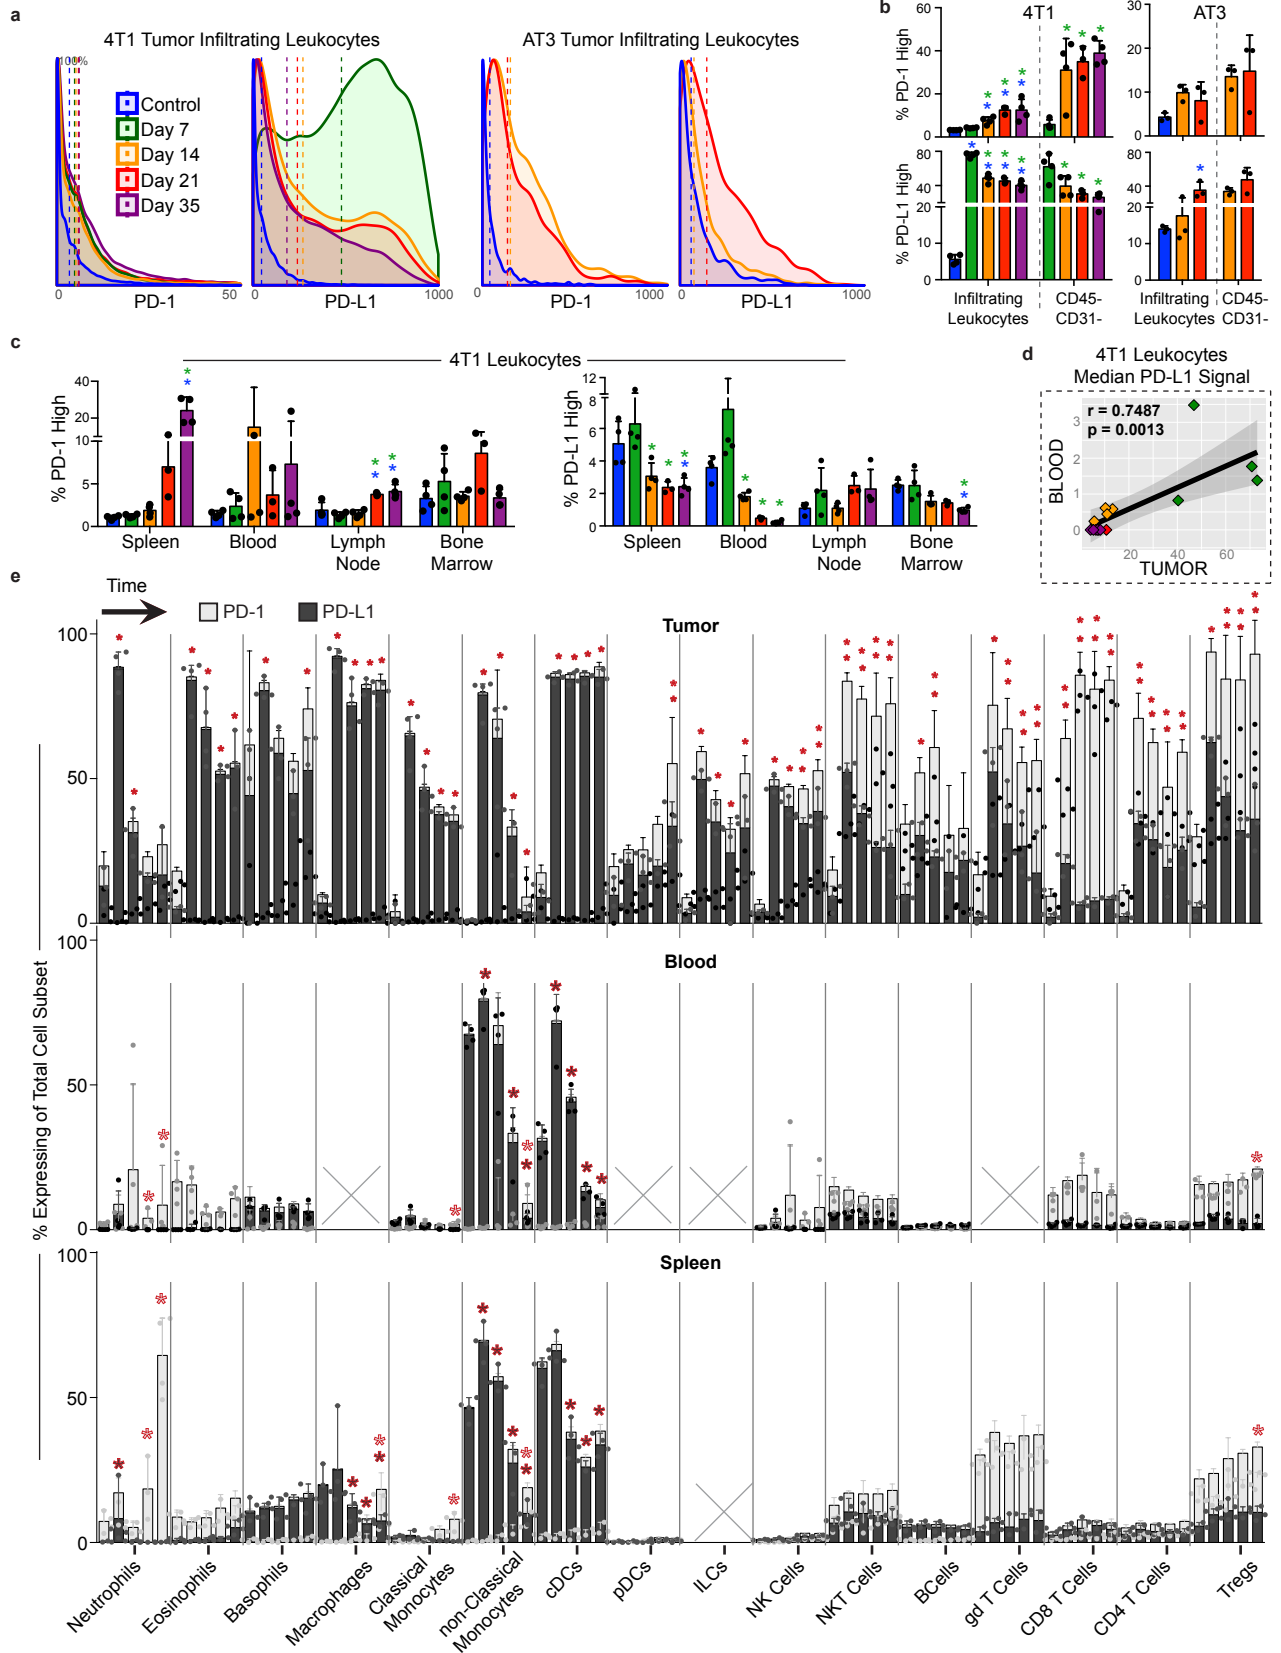 a
4T1 Tumor Infiltrating Leukocytes
AT3 Tumor Infiltrating Leukocytes
100%
Control
Day 7
Day 14
Day 21
Day 35
0 50
PD-1
0 1000
PD-L1
0 1000
PD-1
0 1000
PD-L1
b
4T1
AT3
% PD-1 High
60
40
20
0
30
20
10
0
% PD-L1 High
80
40
20
10
0
80
40
20
10
0
Infiltrating
Leukocytes
CD45-
CD31-
Infiltrating
Leukocytes
CD45-
CD31-
c
4T1 Leukocytes
% PD-1 High
40
20
10
5
0
Spleen
Blood
Lymph
Node
Bone
Marrow
% PD-L1 High
12
8
6
4
2
0
Spleen
Blood
Lymph
Node
Bone
Marrow
d
4T1 Leukocytes
Median PD-L1 Signal
r = 0.7487
p = 0.0013
BLOOD
3
2
1
0
20 40 60
TUMOR
e
Time
PD-1
PD-L1
% Expressing of Total Cell Subset
Tumor
100
50
0
Blood
100
50
0
Spleen
100
50
0
Neutrophils
Eosinophils
Basophils
Macrophages
Classical
Monocytes
non-Classical
Monocytes
cDCs
pDCs
ILCs
NK Cells
NKT Cells
BCells
gd T Cells
CD8 T Cells
CD4 T Cells
Tregs